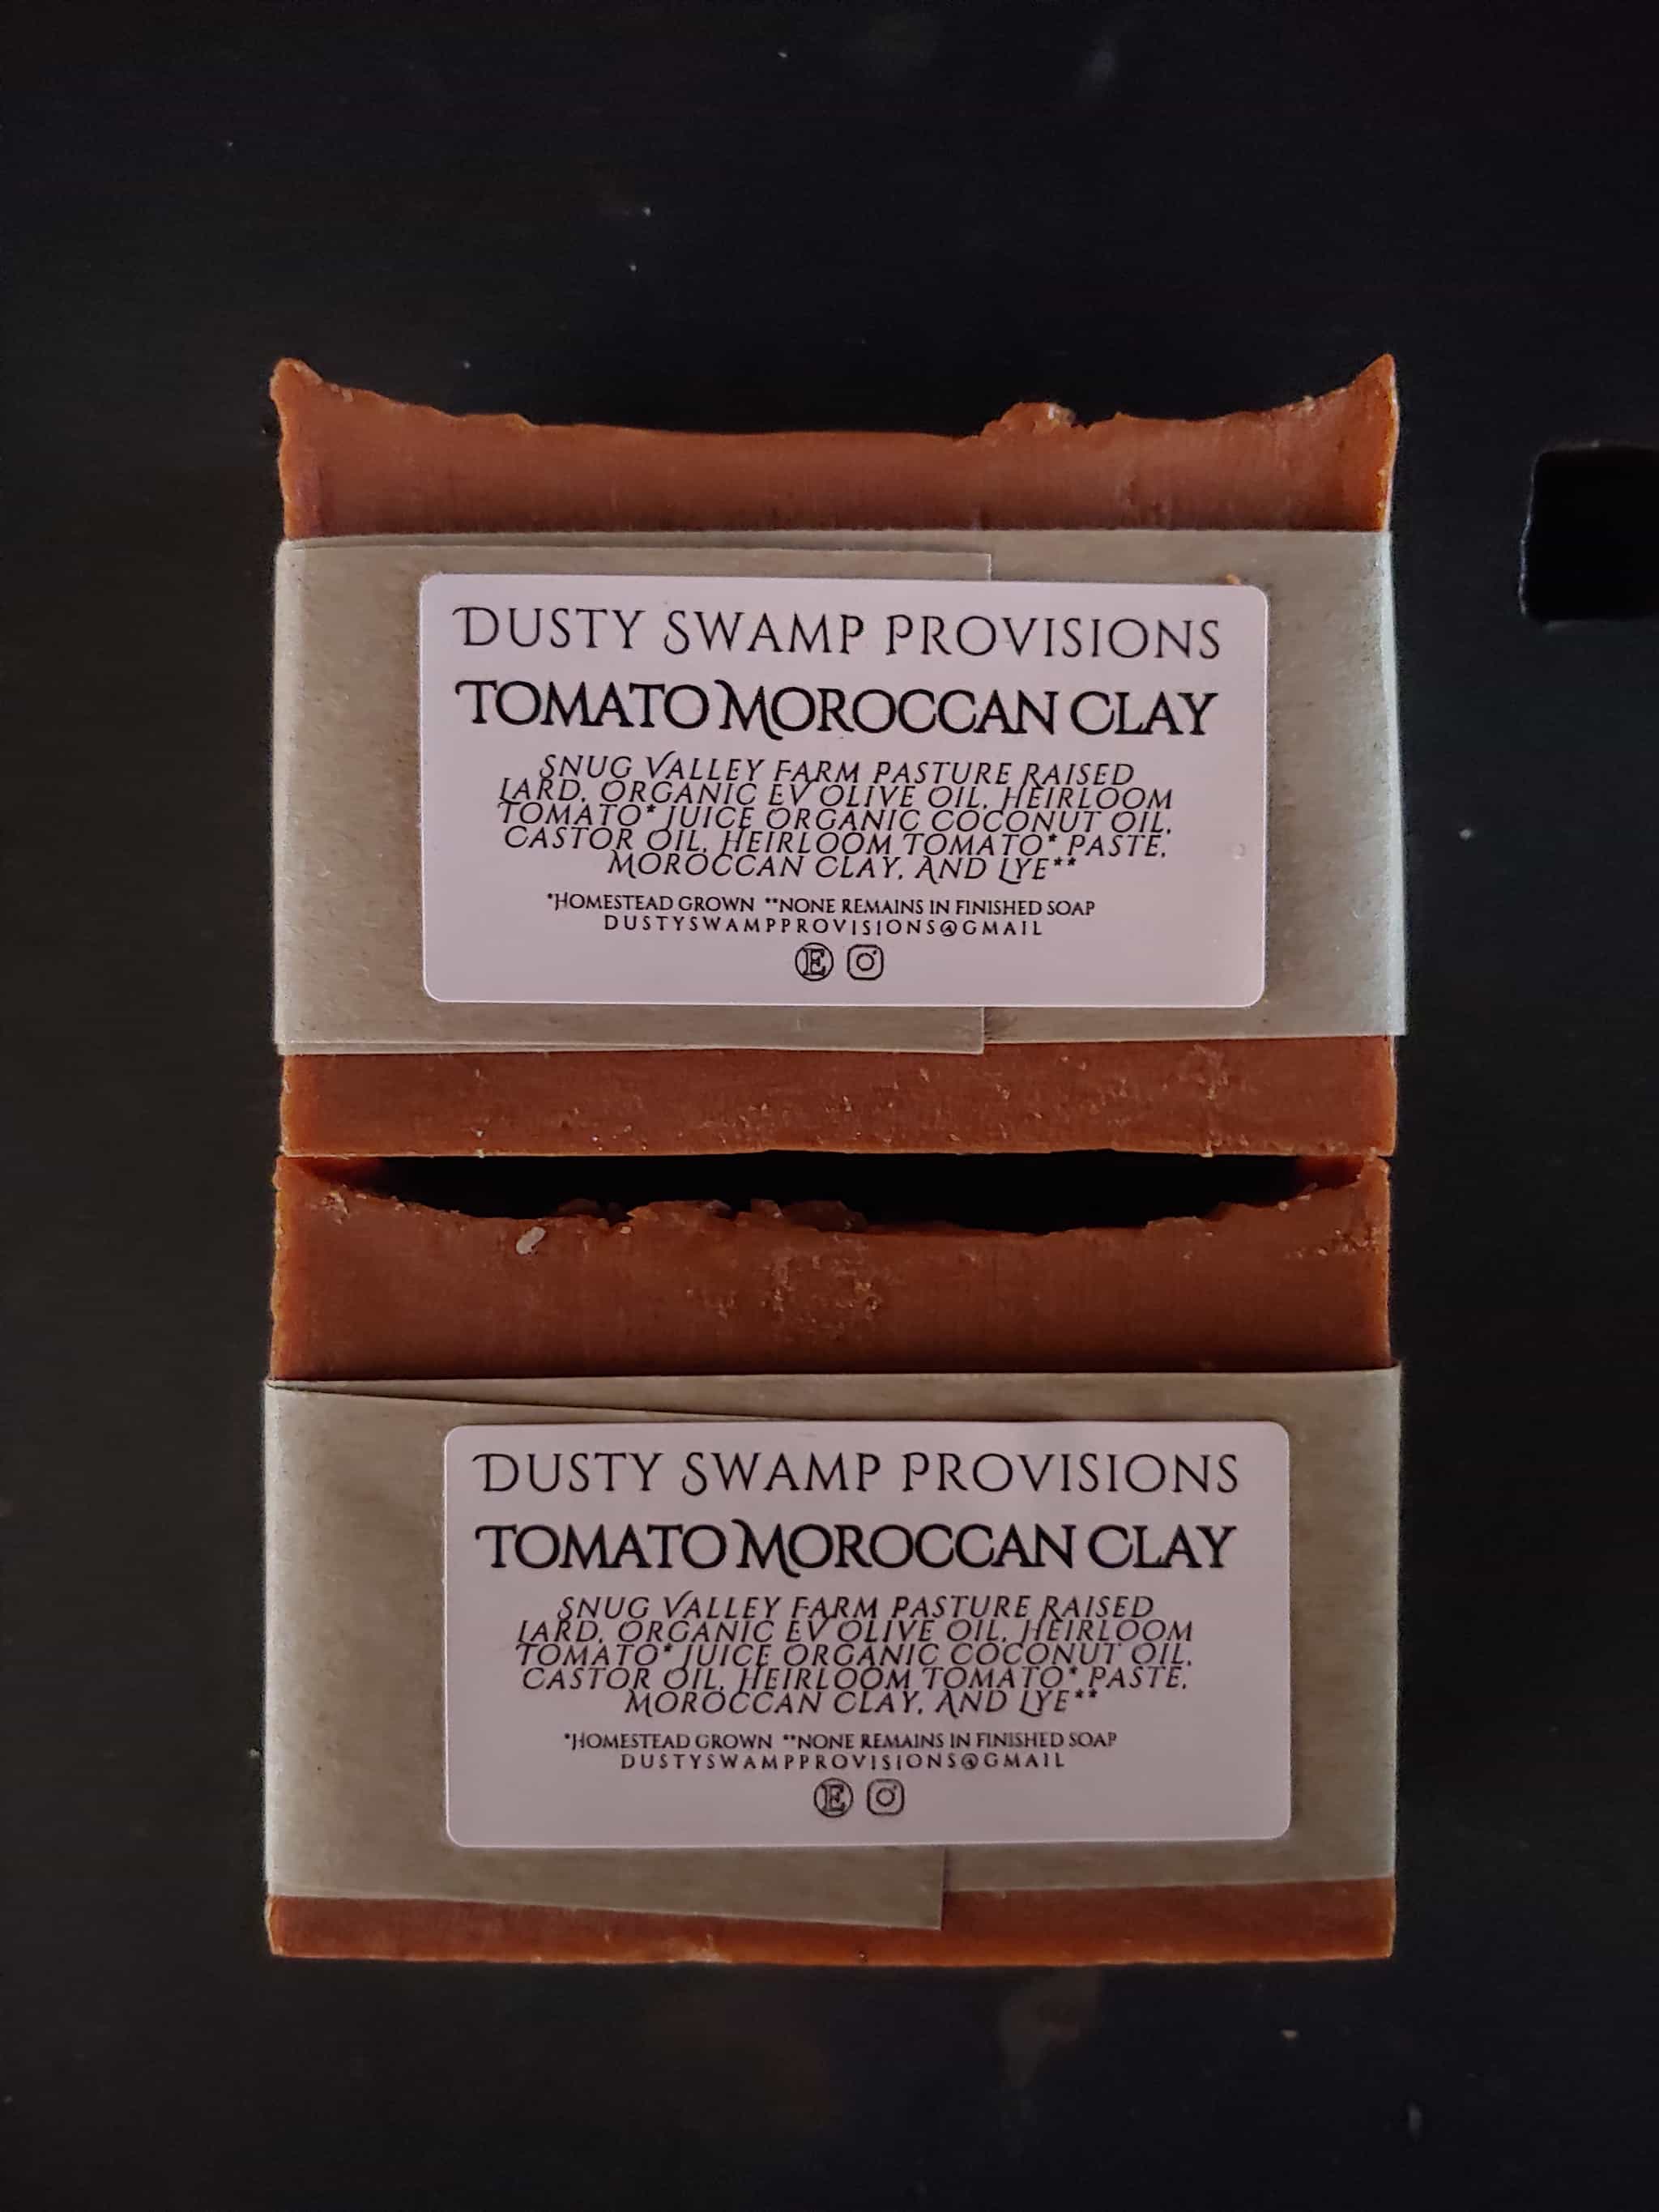 DUSTY SWAMP PROVISIONS
TOMATO MOROCCAN CLAY
SNUG VALLEY FARM PASTURE RAISED
LARD, ORGANIC EV OLIVE OIL, HEIRLOOM
TOMATO* JUICE ORGANIC COCONUT OIL,
CASTOR OIL, HEIRLOOM TOMATO* PASTE,
MOROCCAN CLAY, AND LYE**
*HOMESTEAD GROWN **NONE REMAINS IN FINISHED SOAP
DUSTYSWAMPPROVISIONS@GMAIL
E
DUSTY SWAMP PROVISIONS
TOMATO MOROCCAN CLAY
SNUG VALLEY FARM PASTURE RAISED
LARD, ORGANIC EV OLIVE OIL, HEIRLOOM
TOMATO* JUICE ORGANIC COCONUT OIL,
CASTOR OIL, HEIRLOOM TOMATO* PASTE,
MOROCCAN CLAY, AND LYE**
*HOMESTEAD GROWN **NONE REMAINS IN FINISHED SOAP
DUSTYSWAMPPROVISIONS@GMAIL
E